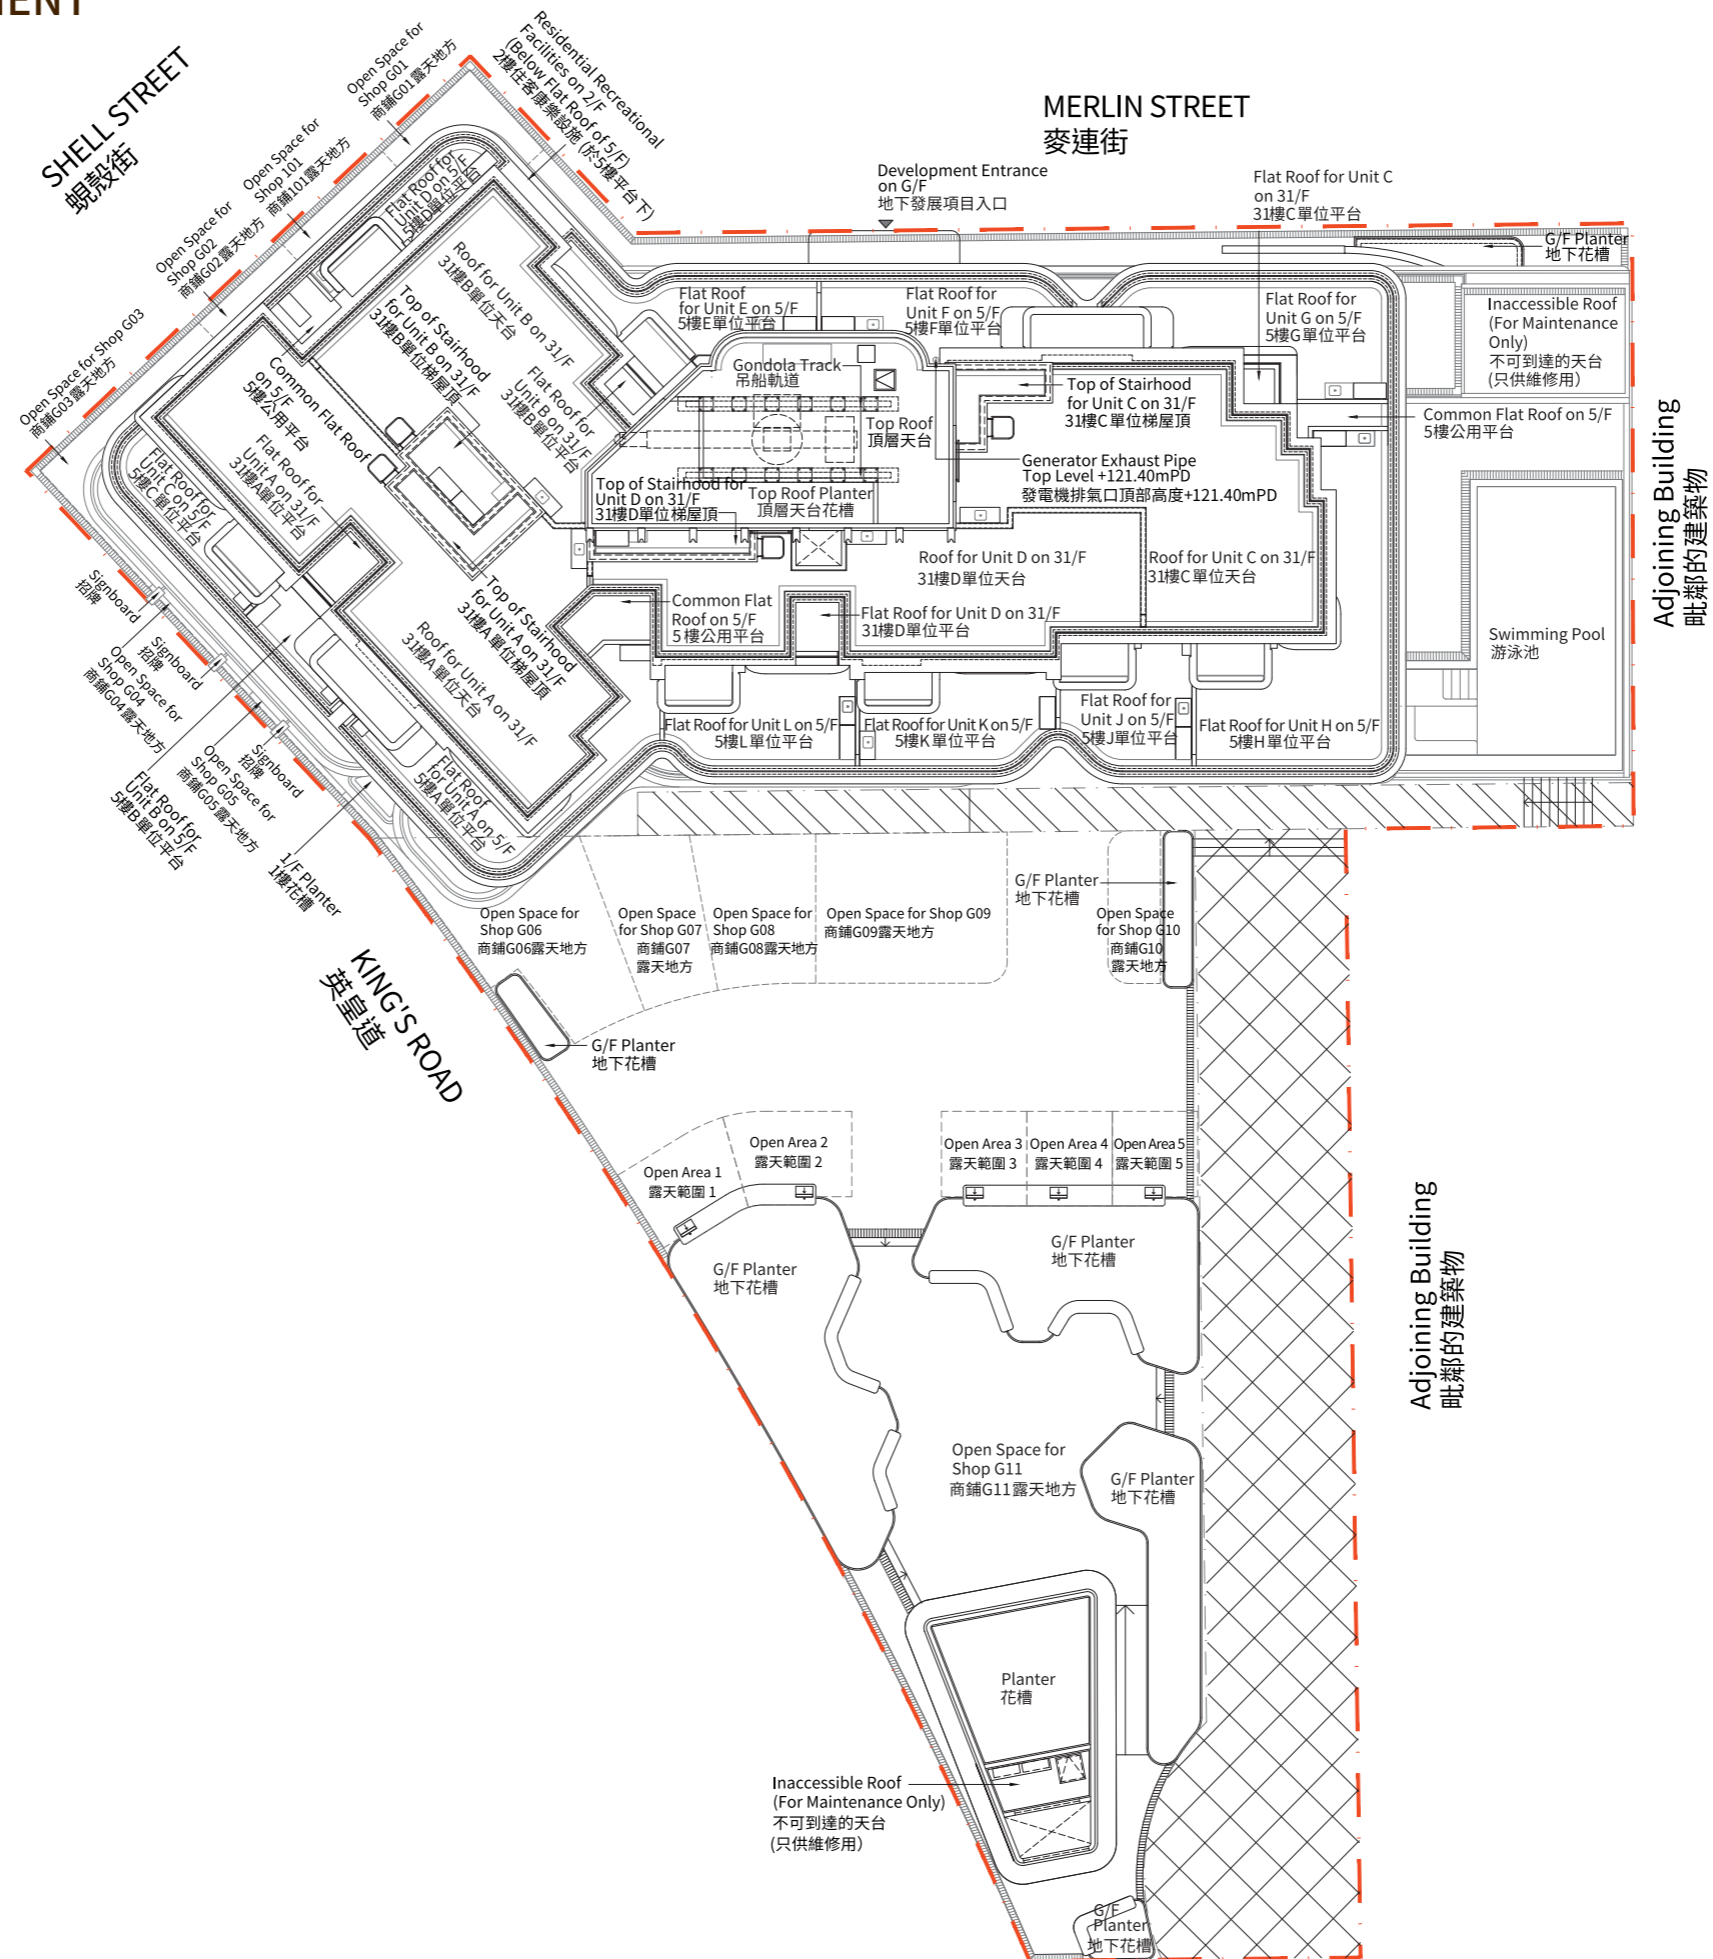 SHELL STREET
蜆殼街
Open Space for
Shop G01
商鋪G01露天地方
Residential Recreational
Facilities on 2/F
(Below Flat Roof of 5/F)
2樓住客康樂設施 (於5樓平台下)
Open Space for
Shop 101
商鋪101露天地方
Open Space for
Shop G02
商鋪G02露天地方
Open Space for Shop G03
商鋪G03露天地方
MERLIN STREET
麥連街
Development Entrance
on G/F
地下發展項目入口
Flat Roof for Unit C
on 31/F
31樓C單位平台
G/F Planter
地下花槽
Flat Roof for
Unit D on 5/F
5樓D單位平台
Roof for Unit B on 31/F
31樓B單位天台
Top of Stairhood
for Unit B on 31/F
31樓B單位梯屋頂
Flat Roof for
Unit B on 31/F
31樓B單位平台
Common Flat Roof
on 5/F
5樓公用平台
Flat Roof for
Unit A on 31/F
31樓A單位平台
Flat Roof for
Unit C on 5/F
5樓C單位平台
Flat Roof
for Unit E on 5/F
5樓E單位平台
Flat Roof for
Unit F on 5/F
5樓F單位平台
Flat Roof for
Unit G on 5/F
5樓G單位平台
Inaccessible Roof
(For Maintenance
Only)
不可到達的天台
(只供維修用)
Gondola Track
吊船軌道
Top of Stairhood
for Unit C on 31/F
31樓C單位梯屋頂
Top Roof
頂層天台
Common Flat Roof on 5/F
5樓公用平台
Generator Exhaust Pipe
Top Level +121.40mPD
發電機排氣口頂部高度+121.40mPD
Top of Stairhood for
Unit D on 31/F
31樓D單位梯屋頂
Top Roof Planter
頂層天台花槽
Roof for Unit D on 31/F
31樓D單位天台
Roof for Unit C on 31/F
31樓C單位天台
Common Flat
Roof on 5/F
5樓公用平台
Flat Roof for Unit D on 31/F
31樓D單位平台
Swimming Pool
游泳池
Adjoining Building
毗鄰的建築物
Top of Stairhood
for Unit A on 31/F
31樓A單位梯屋頂
Roof for Unit A on 31/F
31樓A單位天台
Flat Roof for Unit L on 5/F
5樓L單位平台
Flat Roof for Unit K on 5/F
5樓K單位平台
Flat Roof for
Unit J on 5/F
5樓J單位平台
Flat Roof for Unit H on 5/F
5樓H單位平台
Flat Roof
for Unit A on 5/F
5樓A單位平台
Signboard
招牌
Signboard
招牌
Open Space for
Shop G04
商鋪G04露天地方
Signboard
招牌
Open Space for
Shop G05
商鋪G05露天地方
Flat Roof for
Unit B on 5/F
5樓B單位平台
1/F Planter
1樓花槽
KING'S ROAD
英皇道
Open Space for
Shop G06
商鋪G06露天地方
Open Space
for Shop G07
商鋪G07
露天地方
Open Space for
Shop G08
商鋪G08露天地方
Open Space for Shop G09
商鋪G09露天地方
G/F Planter
地下花槽
Open Space
for Shop G10
商鋪G10
露天地方
G/F Planter
地下花槽
Open Area 1
露天範圍 1
Open Area 2
露天範圍 2
Open Area 3
露天範圍 3
Open Area 4
露天範圍 4
Open Area 5
露天範圍 5
G/F Planter
地下花槽
G/F Planter
地下花槽
Adjoining Building
毗鄰的建築物
Open Space for
Shop G11
商鋪G11露天地方
G/F Planter
地下花槽
Planter
花槽
Inaccessible Roof
(For Maintenance Only)
不可到達的天台
(只供維修用)
G/F
Planter
地下花槽